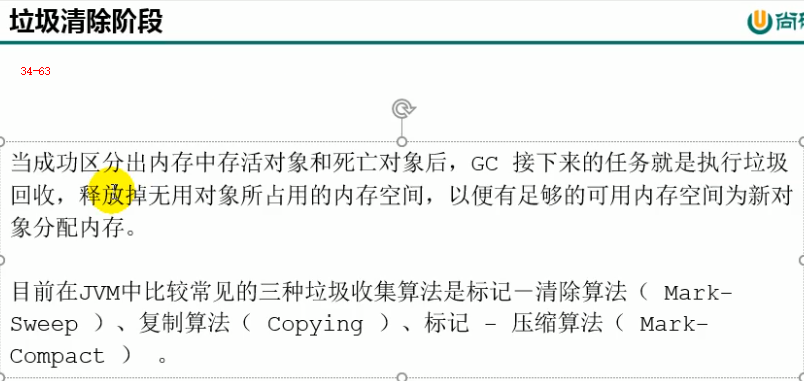 垃圾清除阶段
尚
34-63
当成功区分出内存中存活对象和死亡对象后，GC 接下来的任务就是执行垃圾
回收，释放掉无用对象所占用的内存空间，以便有足够的可用内存空间为新对
象分配内存。
目前在JVM中比较常见的三种垃圾收集算法是标记－清除算法（ Mark-
Sweep ）、复制算法（ Copying ）、标记 - 压缩算法（ Mark-
Compact ） 。